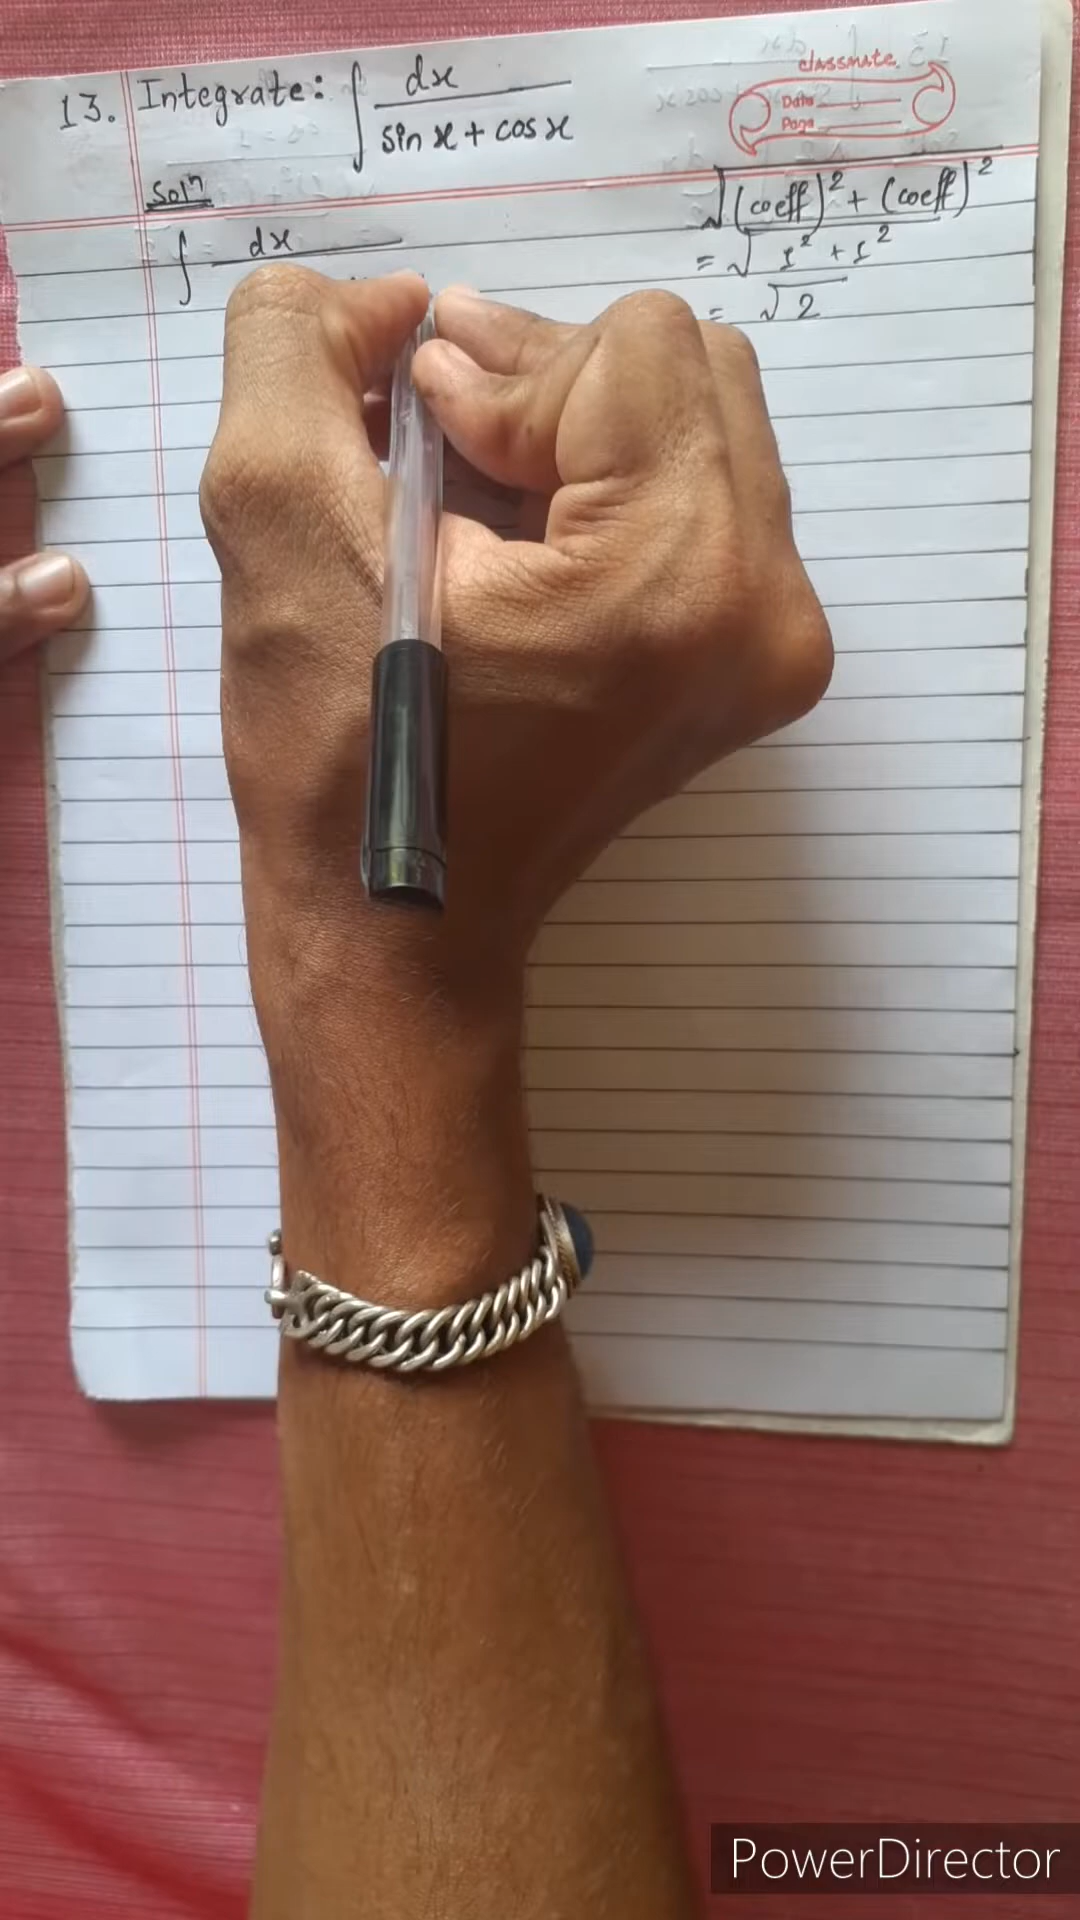 13. Integrate: ∫ dx / sin x + cos x
classmate
Date
Page
Solⁿ
√(coeff)² + (coeff)²
∫ dx
= √1² + 1²
= √2
PowerDirector